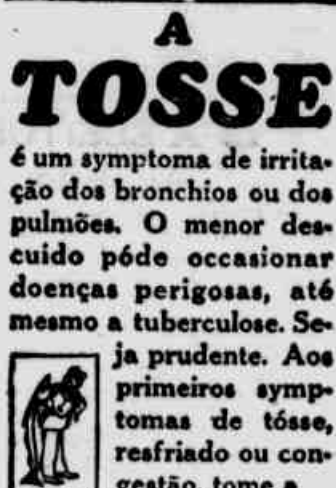 A
TOSSE
é um symptoma de irrita-
ção dos bronchios ou dos
pulmões. O menor des-
cuido póde occasionar
doenças perigosas, até
mesmo a tuberculose. Se-
ja prudente. Aos
primeiros symp-
tomas de tósse,
resfriado ou con-
gestão, tome a